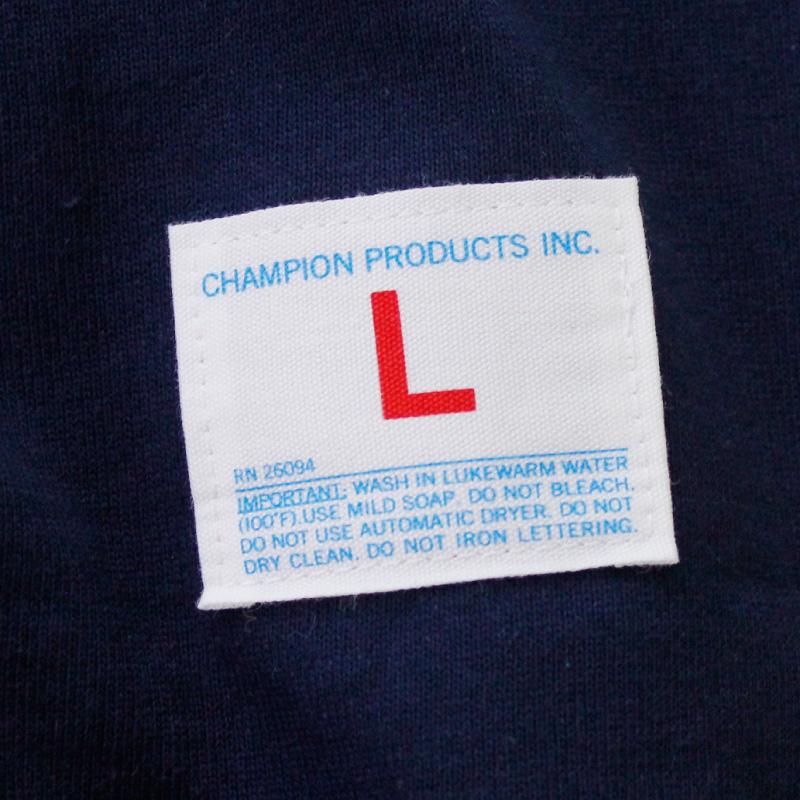 CHAMPION PRODUCTS INC.
L
RN 26094
IMPORTANT: WASH IN LUKEWARM WATER
(100°F). USE MILD SOAP. DO NOT BLEACH.
DO NOT USE AUTOMATIC DRYER. DO NOT
DRY CLEAN. DO NOT IRON LETTERING.